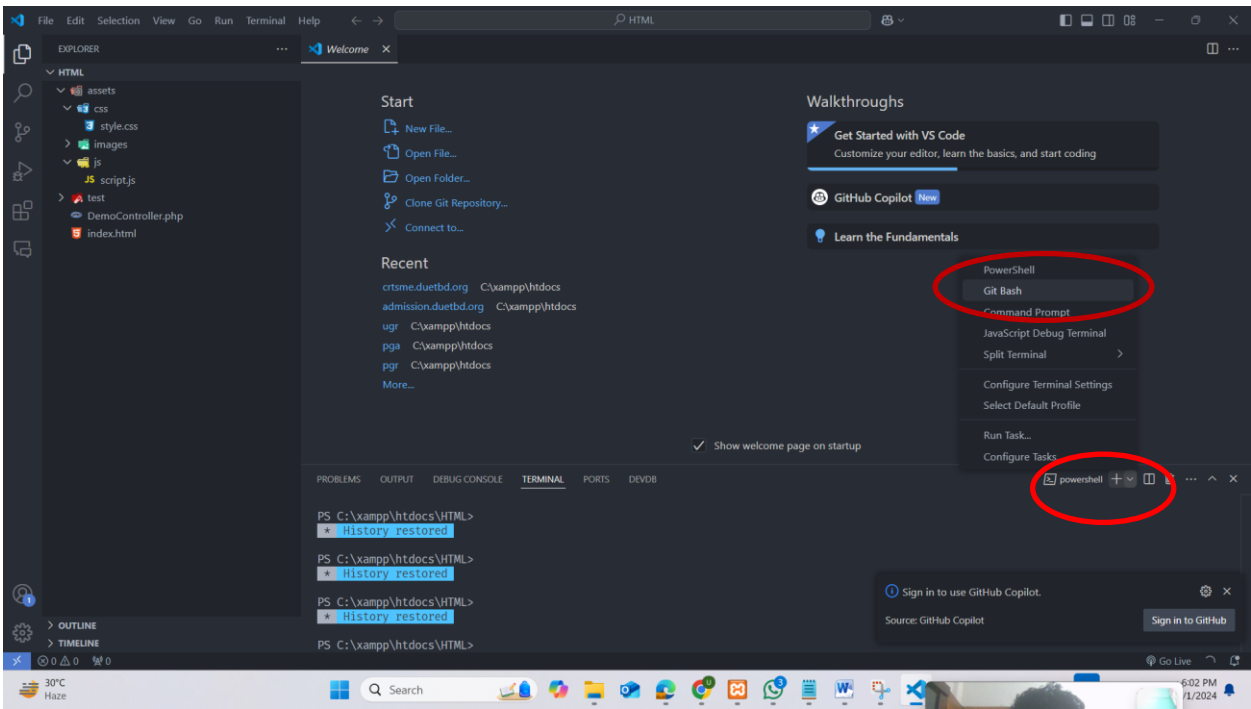 File Edit Selection View Go Run Terminal Help
HTML
EXPLORER
Welcome
HTML
assets
css
style.css
images
js
JS script.js
test
DemoController.php
index.html
OUTLINE
TIMELINE
Start
New File...
Open File...
Open Folder...
Clone Git Repository...
Connect to...
Recent
crtsme.duetbd.org C:\xampp\htdocs
admission.duetbd.org C:\xampp\htdocs
ugr C:\xampp\htdocs
pga C:\xampp\htdocs
pgr C:\xampp\htdocs
More...
Walkthroughs
Get Started with VS Code
Customize your editor, learn the basics, and start coding
GitHub Copilot New
Learn the Fundamentals
PowerShell
Git Bash
Command Prompt
JavaScript Debug Terminal
Split Terminal
Configure Terminal Settings
Select Default Profile
Run Task...
Configure Tasks...
Show welcome page on startup
PROBLEMS OUTPUT DEBUG CONSOLE TERMINAL PORTS DEVDB
powershell
PS C:\xampp\htdocs\HTML>
* History restored
PS C:\xampp\htdocs\HTML>
* History restored
PS C:\xampp\htdocs\HTML>
* History restored
PS C:\xampp\htdocs\HTML>
Sign in to use GitHub Copilot.
Source: GitHub Copilot
Sign in to GitHub
1
0 0 0
Go Live
30°C
Haze
Search
3
6:02 PM
/1/2024